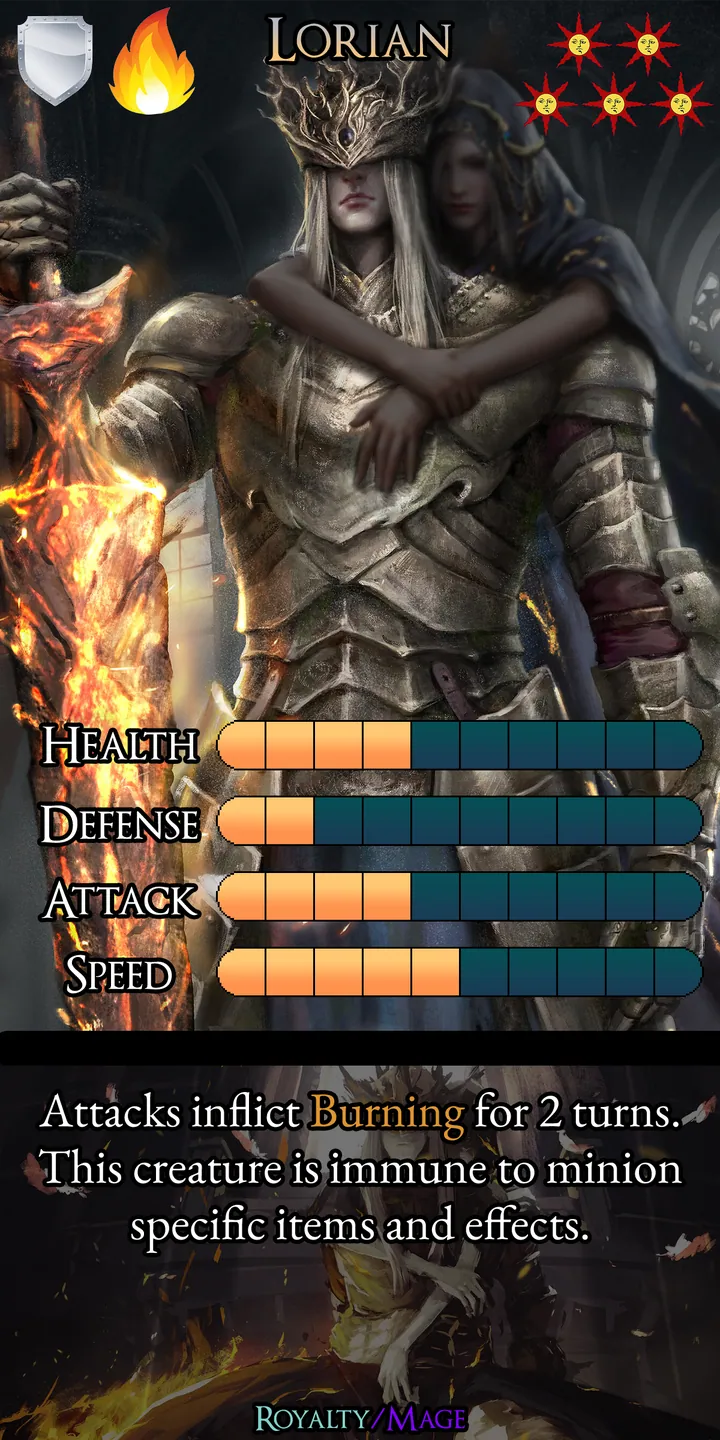 Lorian
Health
Defense
Attack
Speed
Attacks inflict Burning for 2 turns.
This creature is immune to minion
specific items and effects.
Royalty/Mage